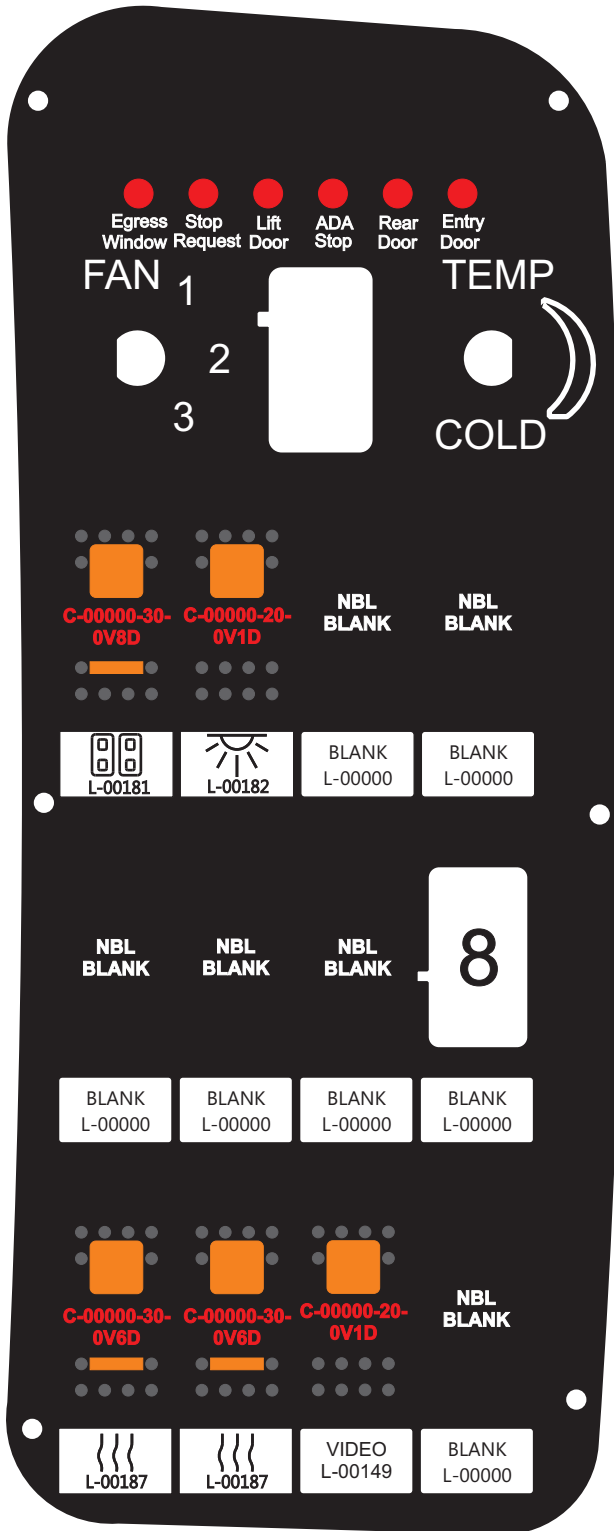 Egress Window
Stop Request
Lift Door
ADA Stop
Rear Door
Entry Door
FAN
1
2
3
TEMP
COLD
C-00000-30-
0V8D
C-00000-20-
0V1D
NBL
BLANK
NBL
BLANK
L-00181
L-00182
BLANK
L-00000
BLANK
L-00000
NBL
BLANK
NBL
BLANK
NBL
BLANK
8
BLANK
L-00000
BLANK
L-00000
BLANK
L-00000
BLANK
L-00000
C-00000-30-
0V6D
C-00000-30-
0V6D
C-00000-20-
0V1D
NBL
BLANK
L-00187
L-00187
VIDEO
L-00149
BLANK
L-00000